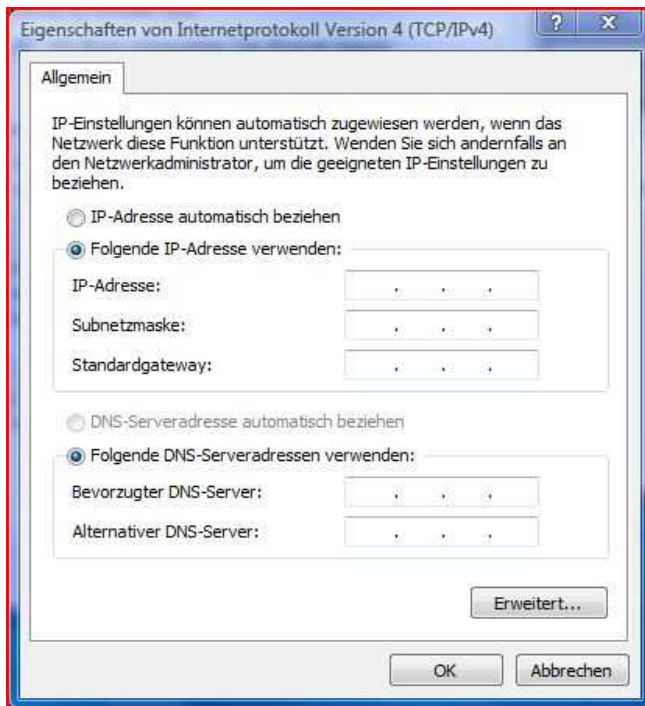 Eigenschaften von Internetprotokoll Version 4 (TCP/IPv4)
?
Allgemein
IP-Einstellungen können automatisch zugewiesen werden, wenn das
Netzwerk diese Funktion unterstützt. Wenden Sie sich andernfalls an
den Netzwerkadministrator, um die geeigneten IP-Einstellungen zu
beziehen.
IP-Adresse automatisch beziehen
Folgende IP-Adresse verwenden:
IP-Adresse: . . .
Subnetzmaske: . . .
Standardgateway: . . .
DNS-Serveradresse automatisch beziehen
Folgende DNS-Serveradressen verwenden:
Bevorzugter DNS-Server: . . .
Alternativer DNS-Server: . . .
Erweitert...
OK Abbrechen